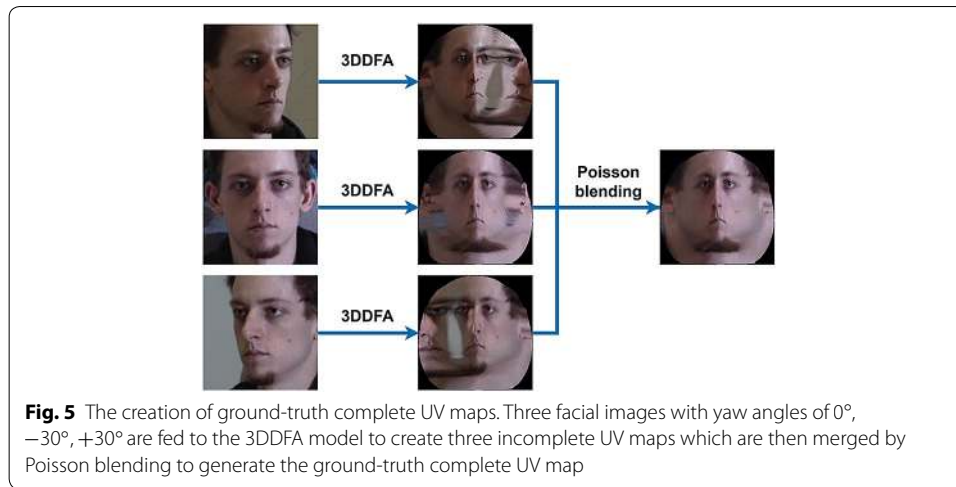 3DDFA
3DDFA
Poisson
blending
3DDFA
Fig. 5 The creation of ground-truth complete UV maps. Three facial images with yaw angles of 0°,
−30°, +30° are fed to the 3DDFA model to create three incomplete UV maps which are then merged by
Poisson blending to generate the ground-truth complete UV map